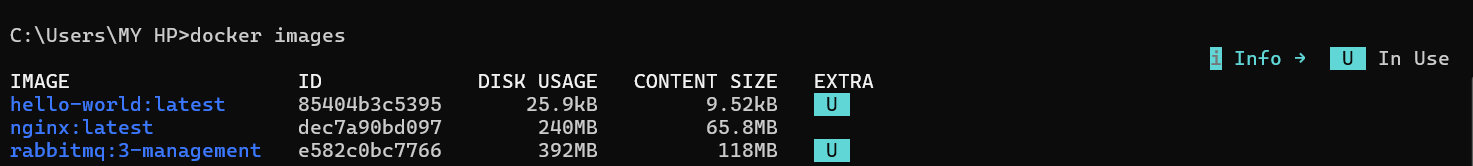 C:\Users\MY HP>docker images
i Info → U In Use
IMAGE ID DISK USAGE CONTENT SIZE EXTRA
hello-world:latest 85404b3c5395 25.9kB 9.52kB U
nginx:latest dec7a90bd097 240MB 65.8MB
rabbitmq:3-management e582c0bc7766 392MB 118MB U